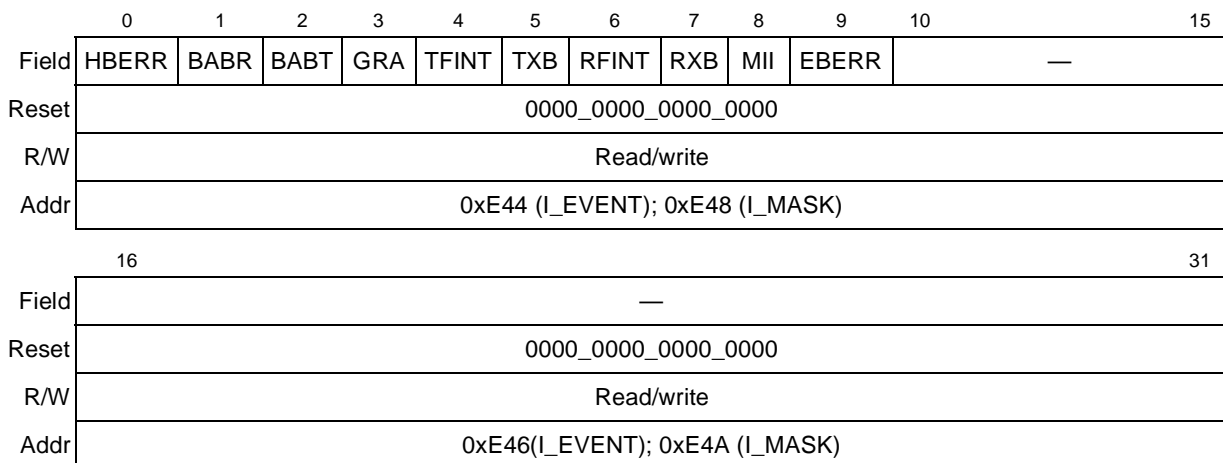 0 1 2 3 4 5 6 7 8 9 10 15
Field HBERR BABR BABT GRA TFINT TXB RFINT RXB MII EBERR —
Reset 0000_0000_0000_0000
R/W Read/write
Addr 0xE44 (I_EVENT); 0xE48 (I_MASK)
16 31
Field —
Reset 0000_0000_0000_0000
R/W Read/write
Addr 0xE46(I_EVENT); 0xE4A (I_MASK)